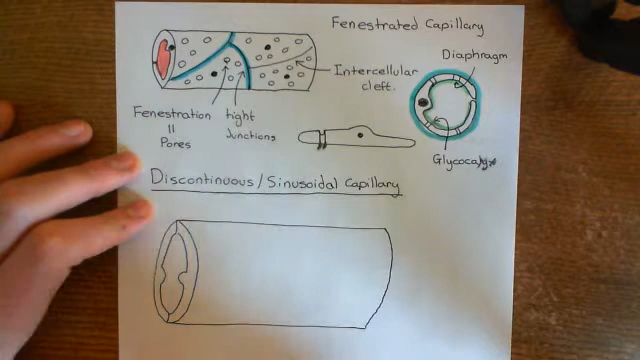 Fenestrated Capillary
Diaphragm
Intercellular
cleft.
Fenestration
=
Pores
tight
Junctions
Glycocalyx
Discontinuous/Sinusoidal Capillary